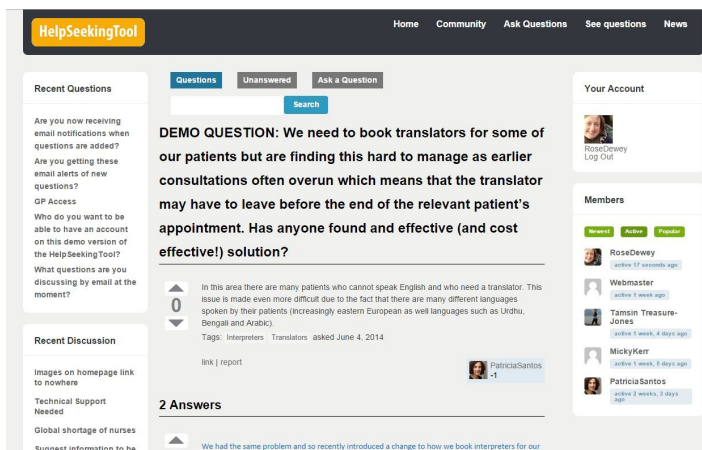 HelpSeekingTool
Home Community Ask Questions See questions News
Recent Questions
Are you now receiving
email notifications when
questions are added?
Are you getting these
email alerts of new
questions?
GP Access
Who do you want to be
able to have an account
on this demo version of
the HelpSeekingTool?
What questions are you
discussing by email at the
moment?
Recent Discussion
Images on homepage link
to nowhere
Technical Support
Needed
Global shortage of nurses
Suggest information to be
Questions Unanswered Ask a Question
Search
DEMO QUESTION: We need to book translators for some of
our patients but are finding this hard to manage as earlier
consultations often overun which means that the translator
may have to leave before the end of the relevant patient's
appointment. Has anyone found and effective (and cost
effective!) solution?
0
In this area there are many patients who cannot speak English and who need a translator. This
issue is made even more difficult due to the fact that there are many different languages
spoken by their patients (increasingly eastern European as well languages such as Urdhu,
Bengali and Arabic).
Tags: Interpreters Translators asked June 4, 2014
link | report
PatriciaSantos
-1
2 Answers
We had the same problem and so recently introduced a change to how we book interpreters for our
Your Account
RoseDewey
Log Out
Members
Newest Active Popular
RoseDewey
active 17 seconds ago
Webmaster
active 1 week ago
Tamsin Treasure-
Jones
active 1 week, 4 days ago
MickyKerr
active 1 week, 5 days ago
PatriciaSantos
active 2 weeks, 3 days
ago